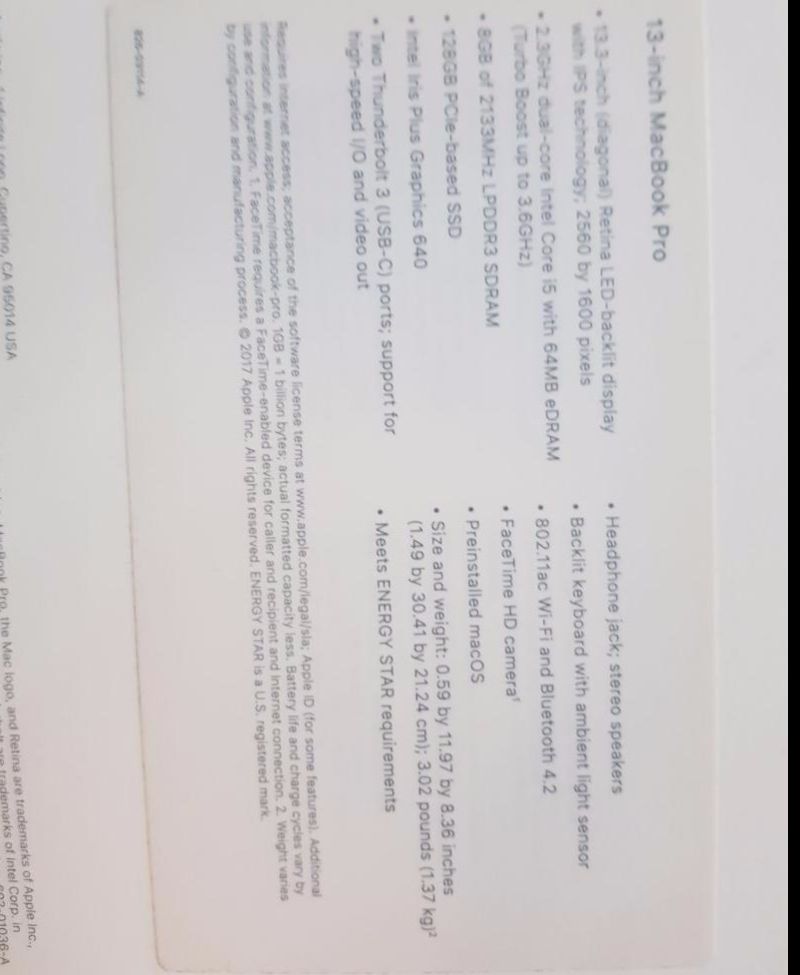 13-inch MacBook Pro
• 13.3-inch (diagonal) Retina LED-backlit display
with IPS technology; 2560 by 1600 pixels
• 2.3GHz dual-core Intel Core i5 with 64MB eDRAM
(Turbo Boost up to 3.6GHz)
• 8GB of 2133MHz LPDDR3 SDRAM
• 128GB PCIe-based SSD
• Intel Iris Plus Graphics 640
• Two Thunderbolt 3 (USB-C) ports; support for
high-speed I/O and video out
• Headphone jack; stereo speakers
• Backlit keyboard with ambient light sensor
• 802.11ac Wi-Fi and Bluetooth 4.2
• FaceTime HD camera¹
• Preinstalled macOS
• Size and weight: 0.59 by 11.97 by 8.36 inches
(1.49 by 30.41 by 21.24 cm); 3.02 pounds (1.37 kg)²
• Meets ENERGY STAR requirements
Requires Internet access; acceptance of the software license terms at www.apple.com/legal/sla; Apple ID (for some features). Additional
information at www.apple.com/macbook-pro. 1GB = 1 billion bytes; actual formatted capacity less. Battery life and charge cycles vary by
use and configuration. 1. FaceTime requires a FaceTime-enabled device for caller and recipient and Internet connection. 2. Weight varies
by configuration and manufacturing process. © 2017 Apple Inc. All rights reserved. ENERGY STAR is a U.S. registered mark.
Loop, Cupertino, CA 95014 USA
MacBook Pro, the Mac logo, and Retina are trademarks of Apple Inc.,
are trademarks of Intel Corp. in
602-01036-A